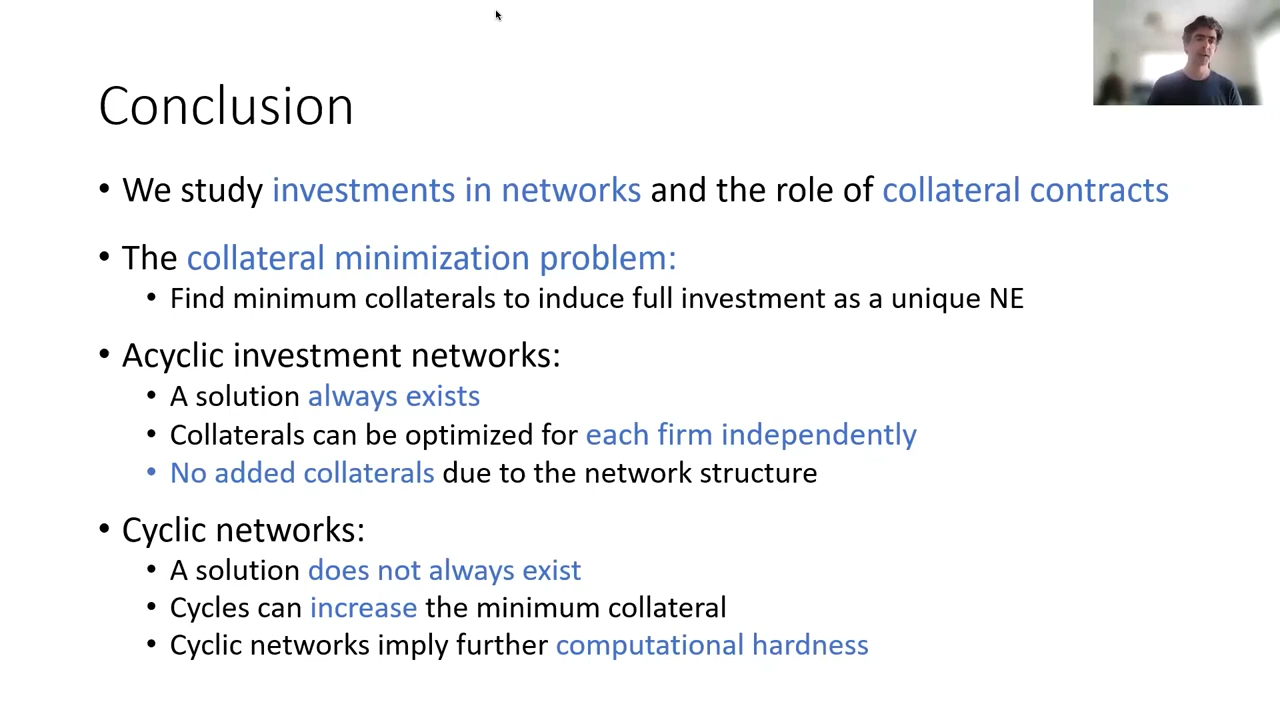 Conclusion
• We study investments in networks and the role of collateral contracts
• The collateral minimization problem:
• Find minimum collaterals to induce full investment as a unique NE
• Acyclic investment networks:
• A solution always exists
• Collaterals can be optimized for each firm independently
• No added collaterals due to the network structure
• Cyclic networks:
• A solution does not always exist
• Cycles can increase the minimum collateral
• Cyclic networks imply further computational hardness